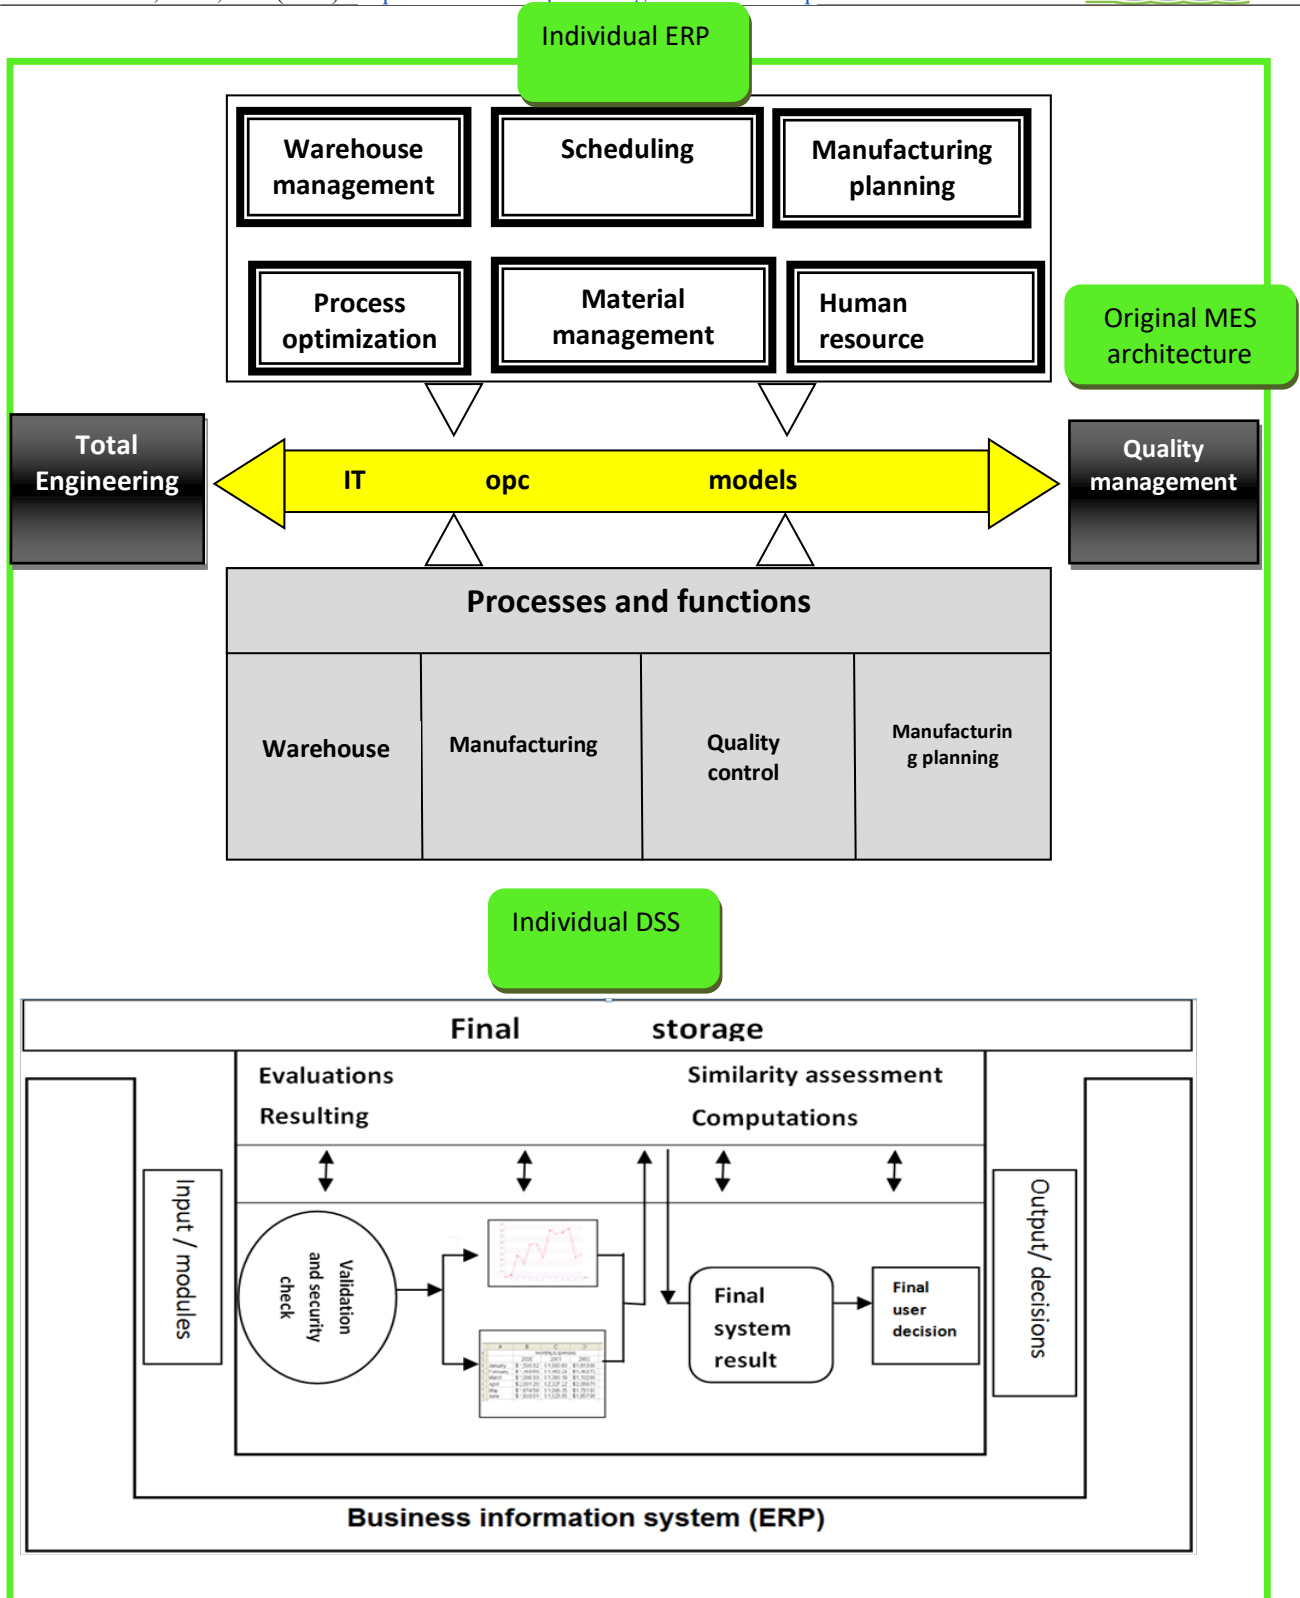 Individual ERP
Warehouse
management
Scheduling
Manufacturing
planning
Process
optimization
Material
management
Human
resource
Original MES
architecture
Total
Engineering
IT opc models
Quality
management
Processes and functions
Warehouse
Manufacturing
Quality
control
Manufacturin
g planning
Individual DSS
Final storage
Evaluations
Similarity assessment
Resulting
Computations
Input / modules
Validation
and security
check
Final
system
result
Final
user
decision
Output/ decisions
Business information system (ERP)